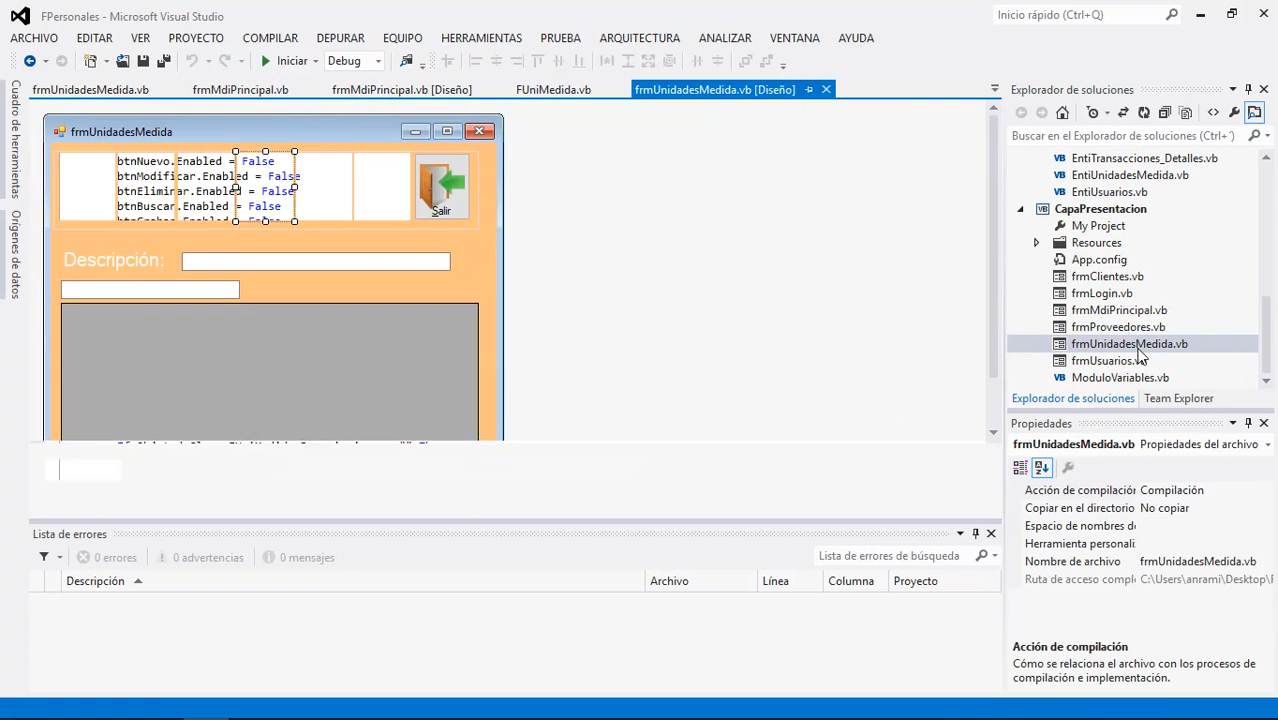 FPersonales - Microsoft Visual Studio
Inicio rápido (Ctrl+Q)
ARCHIVO EDITAR VER PROYECTO COMPILAR DEPURAR EQUIPO HERRAMIENTAS PRUEBA ARQUITECTURA ANALIZAR VENTANA AYUDA
Iniciar Debug
Cuadro de herramientas
Orígenes de datos
frmUnidadesMedida.vb frmMdiPrincipal.vb frmMdiPrincipal.vb [Diseño] FUniMedida.vb frmUnidadesMedida.vb [Diseño]
frmUnidadesMedida
btnNuevo.Enabled = False
btnModificar.Enabled = False
btnEliminar.Enabled = False
btnBuscar.Enabled = False
Salir
Descripción:
Explorador de soluciones
Buscar en el Explorador de soluciones (Ctrl+´)
EntiTransacciones_Detalles.vb
EntiUnidadesMedida.vb
EntiUsuarios.vb
CapaPresentacion
My Project
Resources
App.config
frmClientes.vb
frmLogin.vb
frmMdiPrincipal.vb
frmProveedores.vb
frmUnidadesMedida.vb
frmUsuarios.vb
ModuloVariables.vb
Explorador de soluciones Team Explorer
Propiedades
frmUnidadesMedida.vb Propiedades del archivo
Acción de compilación Compilación
Copiar en el directorio No copiar
Espacio de nombres de
Herramienta personali
Nombre de archivo frmUnidadesMedida.vb
Ruta de acceso comple C:\Users\anrami\Desktop\F
Acción de compilación
Cómo se relaciona el archivo con los procesos de
compilación e implementación.
Lista de errores
0 errores 0 advertencias 0 mensajes
Lista de errores de búsqueda
Descripción Archivo Línea Columna Proyecto